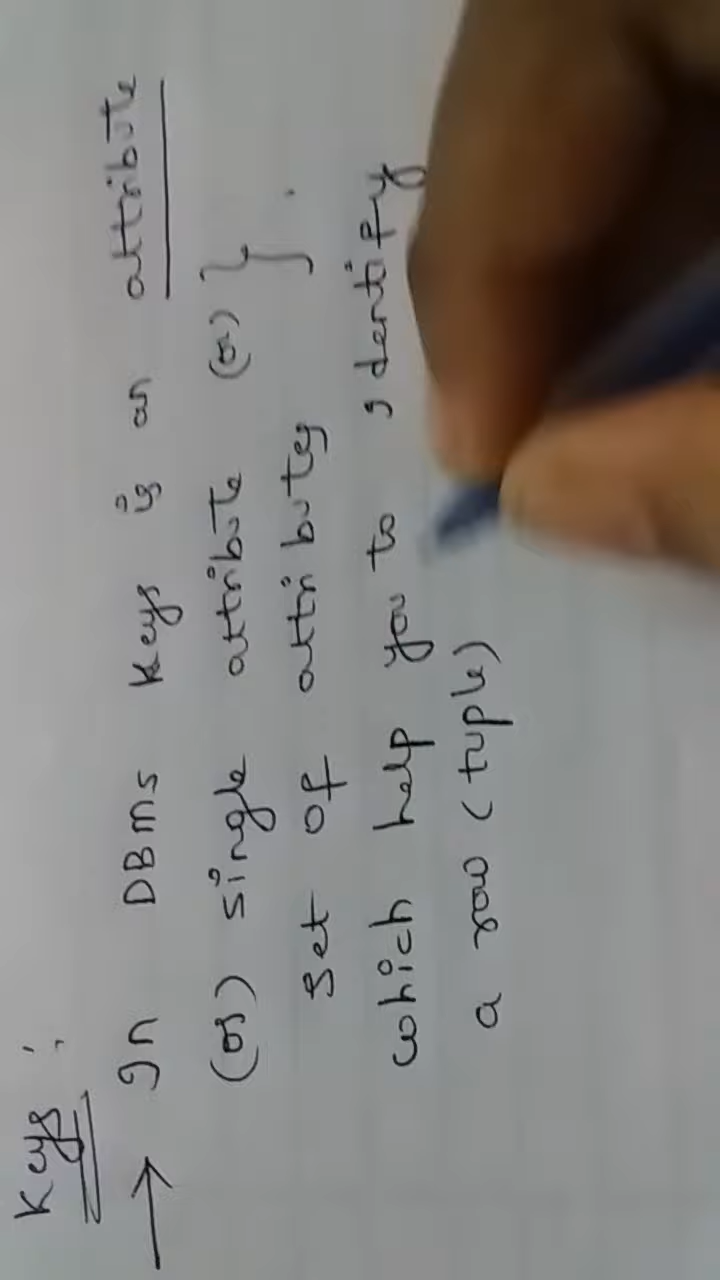 Keys :
→ In DBMS Keys is an attribute
(or) single attribute (or) }
set of attributes .
which help you to identify
a row (tuple)